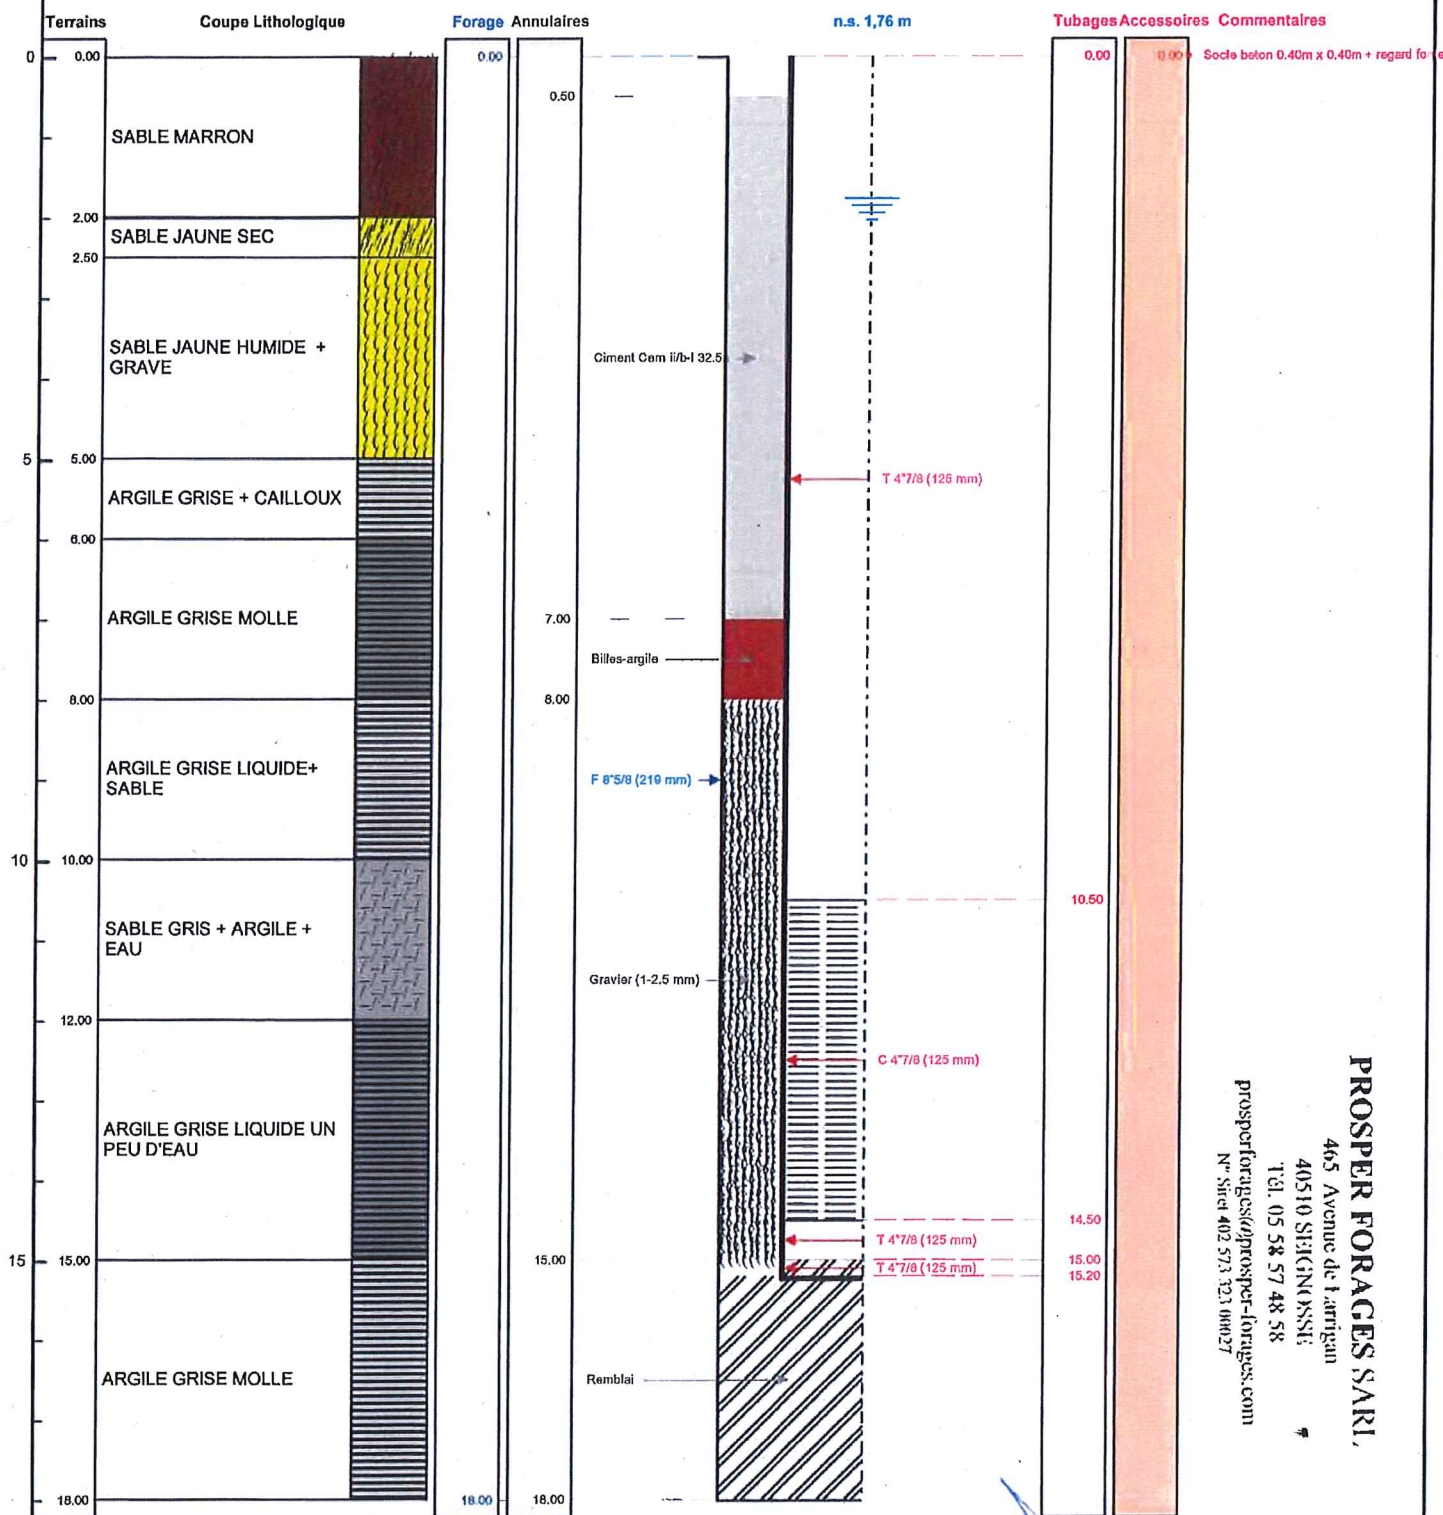 Terrains
Coupe Lithologique
Forage
Annulaires
n.s. 1,76 m
Tubages
Accessoires
Commentaires
0
0.00
0.00
0.00
0.00
Socle beton 0.40m x 0.40m + regard
0.50
SABLE MARRON
2.00
SABLE JAUNE SEC
2.50
SABLE JAUNE HUMIDE +
GRAVE
Ciment Cem ii/b-l 32.5
5
5.00
ARGILE GRISE + CAILLOUX
T 4"7/8 (125 mm)
6.00
ARGILE GRISE MOLLE
7.00
Billes-argile
8.00
8.00
ARGILE GRISE LIQUIDE+
SABLE
F 8"5/8 (219 mm)
10
10.00
10.50
SABLE GRIS + ARGILE +
EAU
Gravier (1-2.5 mm)
12.00
C 4"7/8 (125 mm)
ARGILE GRISE LIQUIDE UN
PEU D'EAU
14.50
T 4"7/8 (125 mm)
15
15.00
15.00
15.00
T 4"7/8 (125 mm)
15.20
ARGILE GRISE MOLLE
Remblai
18.00
18.00
18.00
PROSPER FORAGES SARL
465 Avenue de Larrigan
40510 SEIGNOSSE
Tél. 05 58 57 48 58
prosperforages@prosper-forages.com
N° Siret 402 573 323 00027